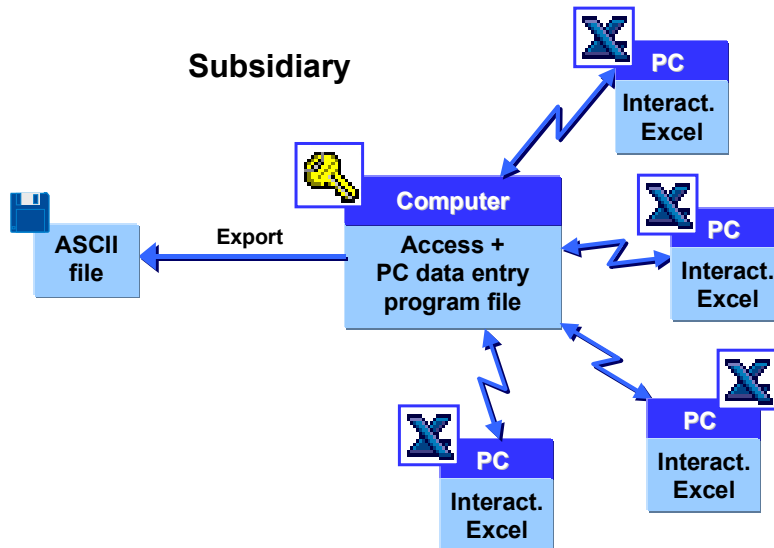 Subsidiary
PC
Interact.
Excel
Computer
Access +
PC data entry
program file
Export
ASCII
file
PC
Interact.
Excel
PC
Interact.
Excel
PC
Interact.
Excel